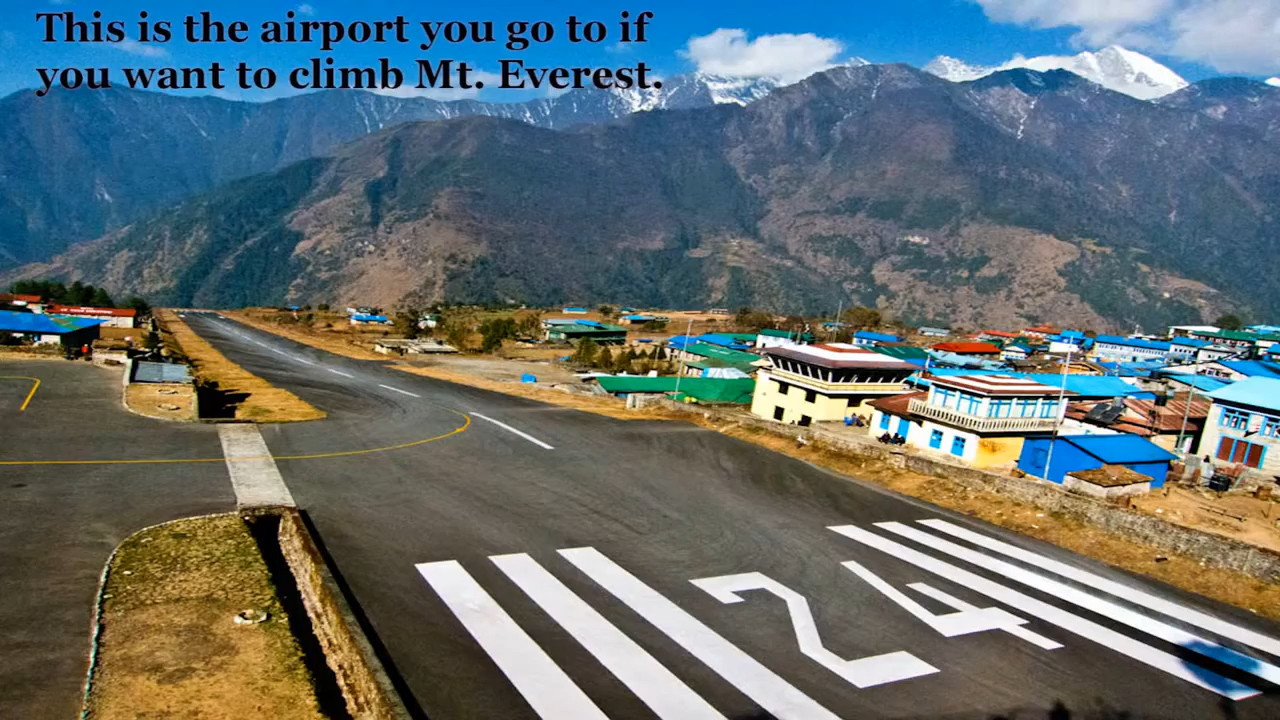 This is the airport you go to if
you want to climb Mt. Everest.
24